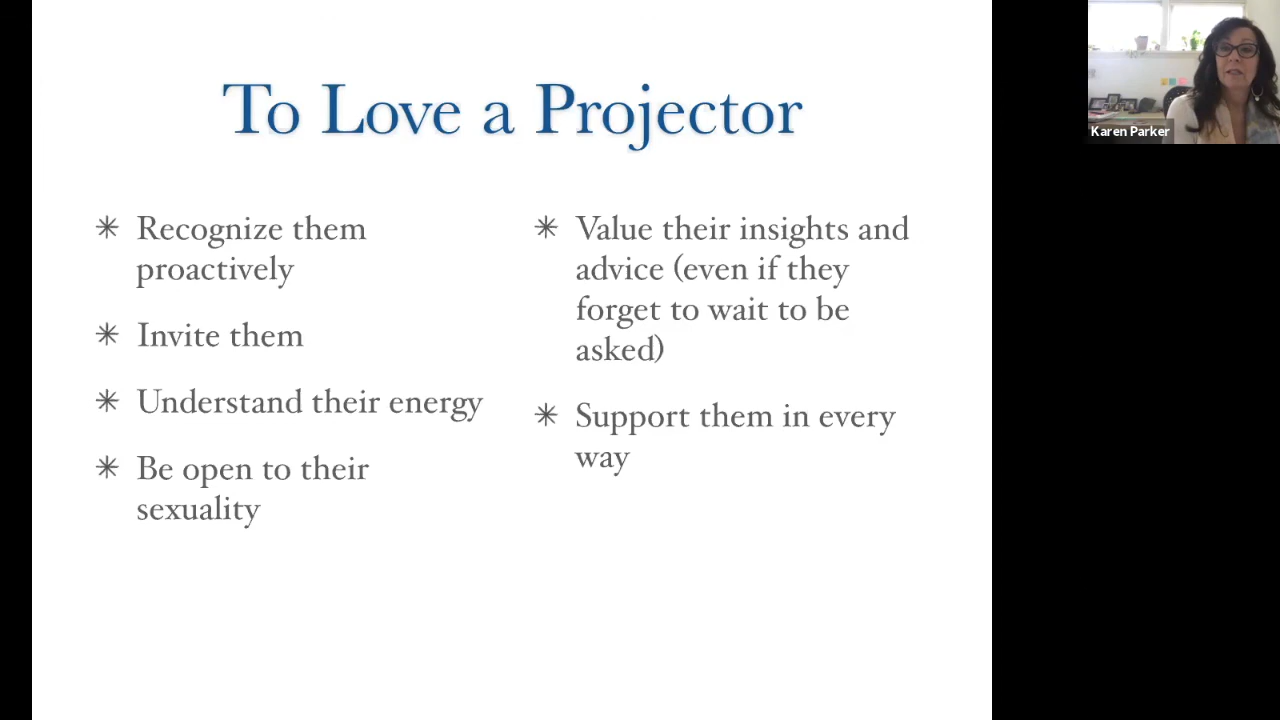 To Love a Projector
✳ Recognize them
proactively
✳ Invite them
✳ Understand their energy
✳ Be open to their
sexuality
✳ Value their insights and
advice (even if they
forget to wait to be
asked)
✳ Support them in every
way
Karen Parker